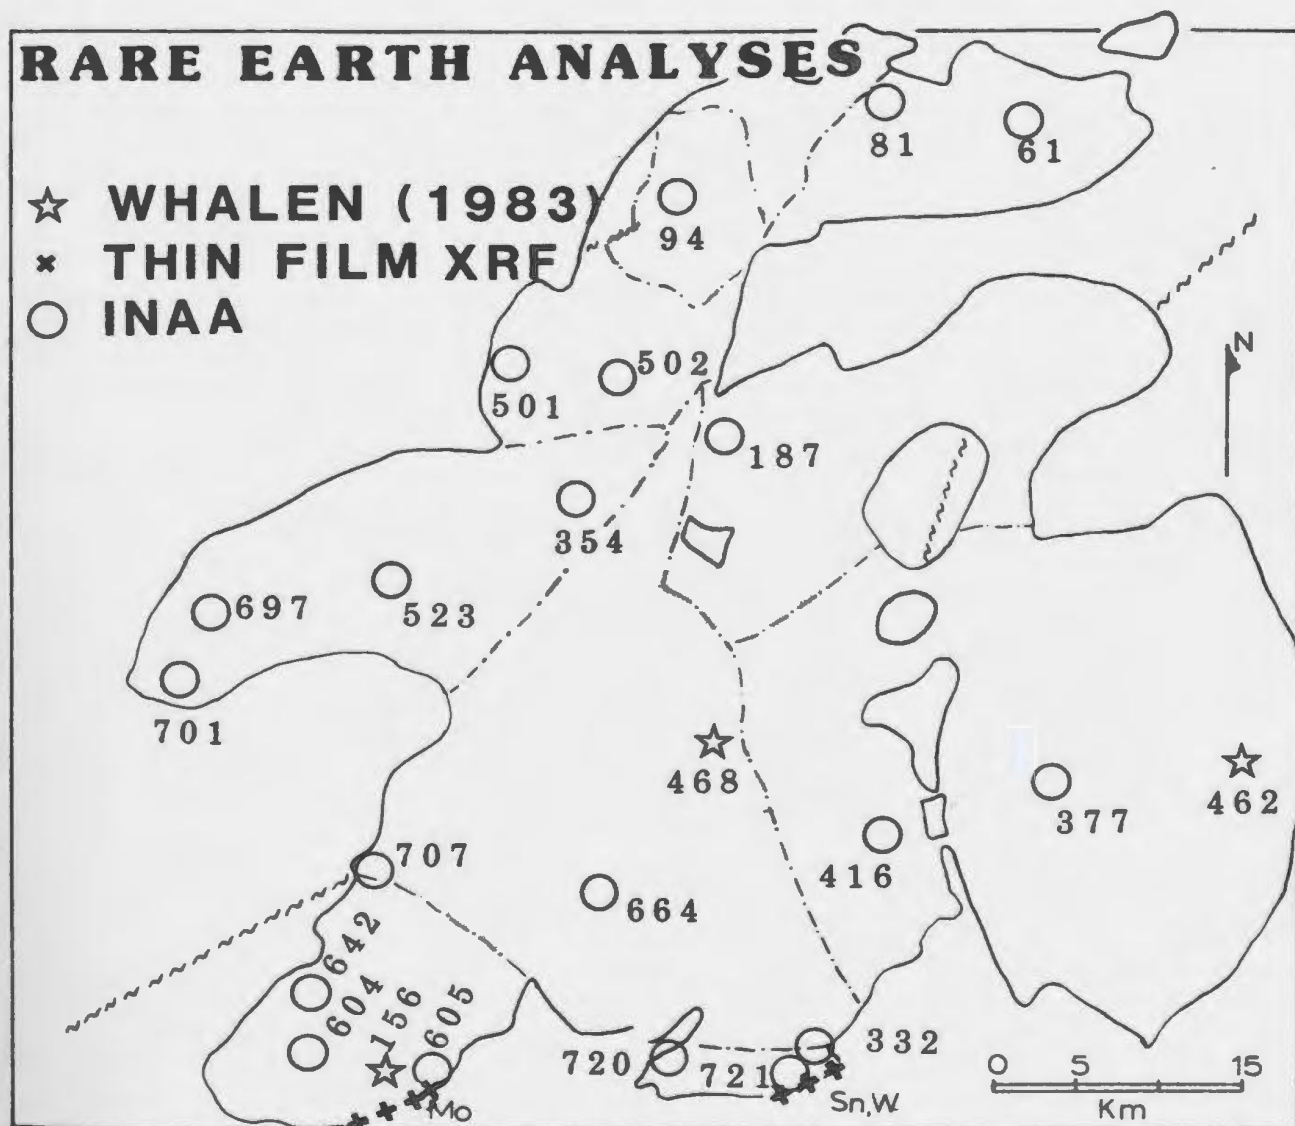 RARE EARTH ANALYSES
WHALEN (1983)
THIN FILM XRF
INAA
81
61
94
N
502
501
187
354
697
523
701
468
462
377
416
707
664
642
604
156
605
332
720
721
Mo
Sn,W.
0 5 15
Km